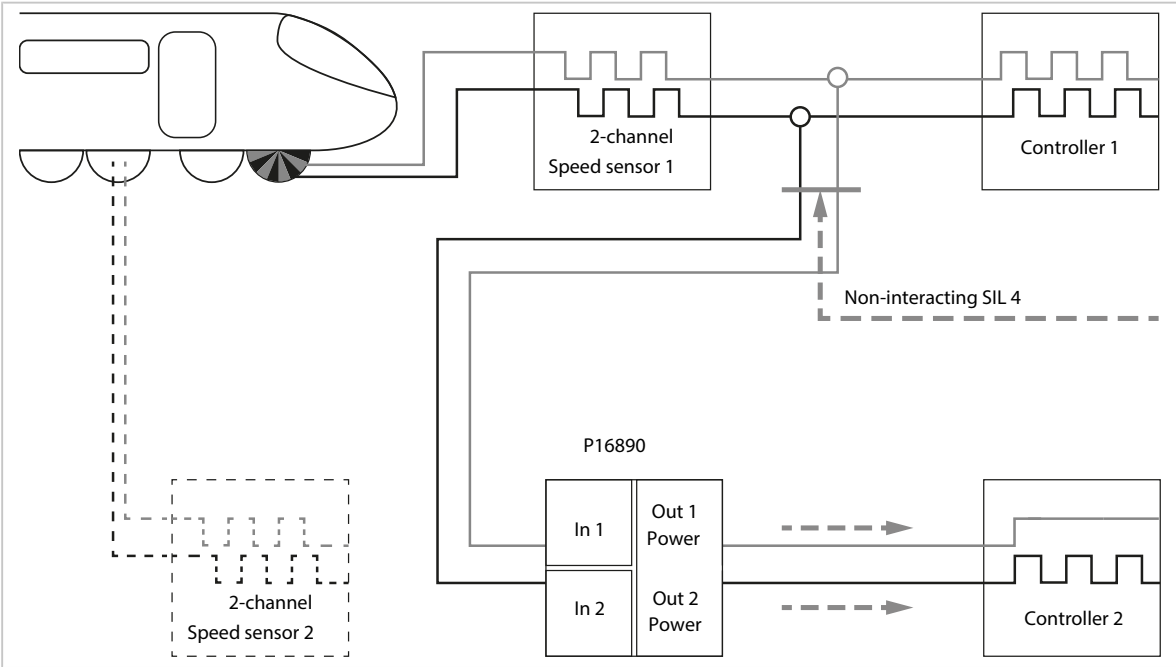 2-channel
Speed sensor 1
Controller 1
Non-interacting SIL 4
P16890
In 1
Out 1
Power
In 2
Out 2
Power
2-channel
Speed sensor 2
Controller 2